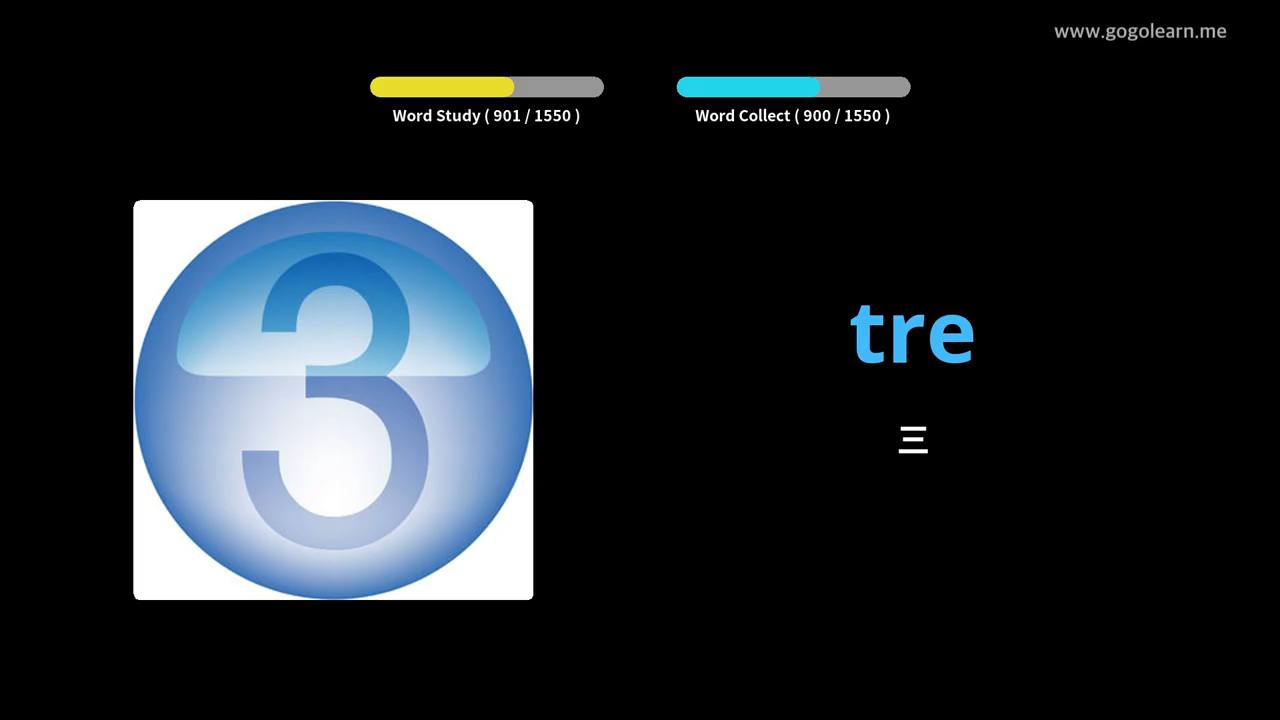 www.gogolearn.me
Word Study ( 901 / 1550 )
Word Collect ( 900 / 1550 )
3
tre
三